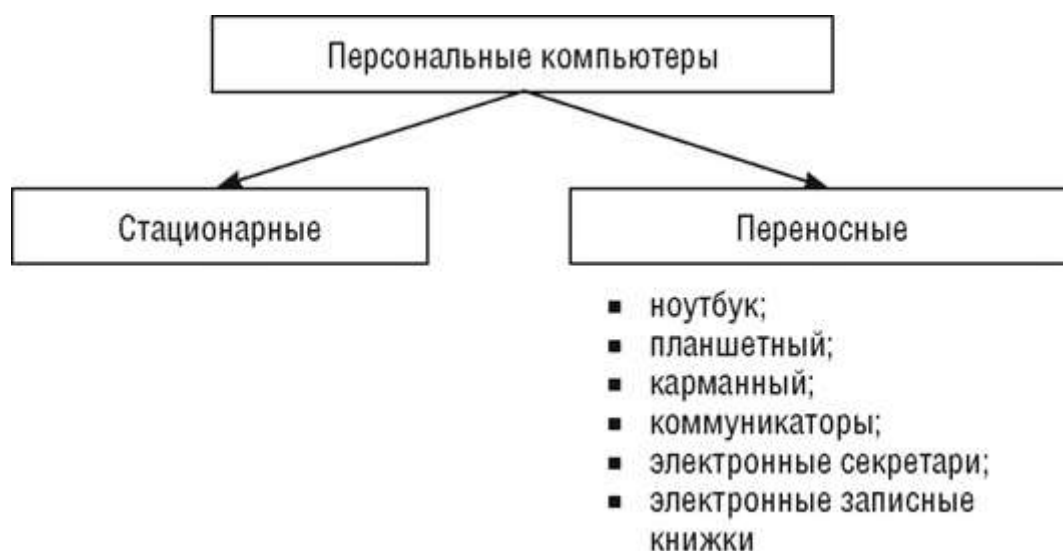 Персональные компьютеры
Стационарные
Переносные
▪ ноутбук;
▪ планшетный;
▪ карманный;
▪ коммуникаторы;
▪ электронные секретари;
▪ электронные записные
книжки